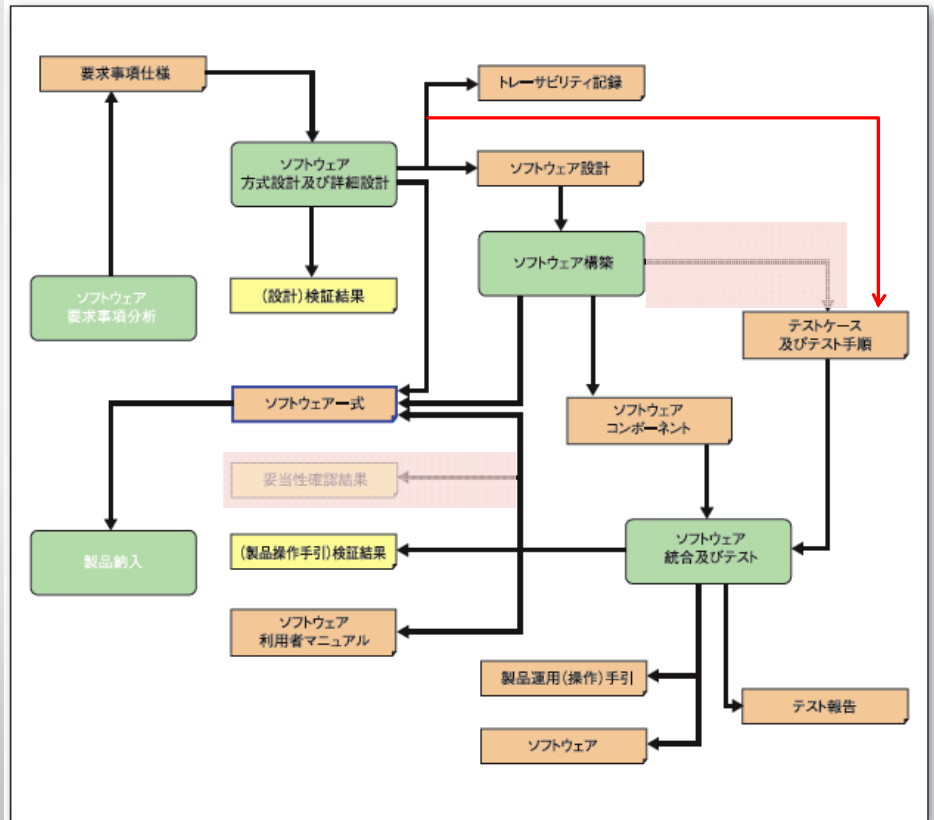 要求事項仕様
トレーサビリティ記録
ソフトウェア
方式設計及び詳細設計
ソフトウェア設計
ソフトウェア構築
ソフトウェア
要求事項分析
(設計)検証結果
テストケース
及びテスト手順
ソフトウェア一式
ソフトウェア
コンポーネント
妥当性確認結果
製品納入
(製品操作手引)検証結果
ソフトウェア
統合及びテスト
ソフトウェア
利用者マニュアル
製品運用(操作)手引
テスト報告
ソフトウェア